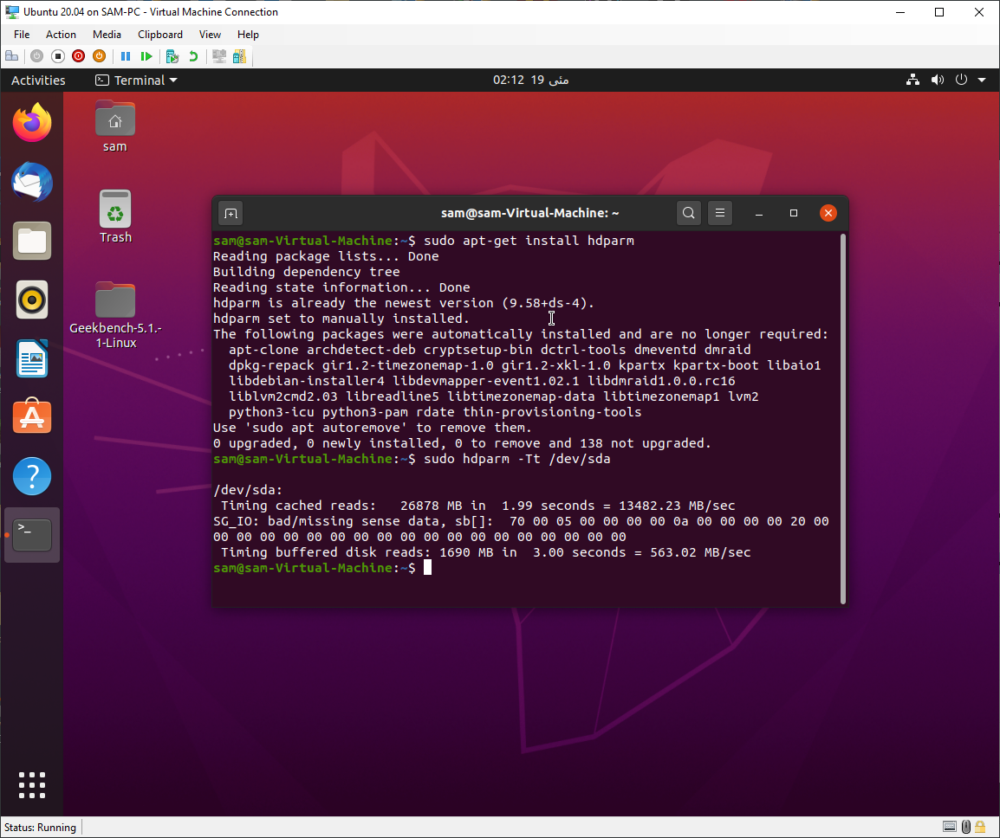 Ubuntu 20.04 on SAM-PC - Virtual Machine Connection
File Action Media Clipboard View Help
Activities
Terminal
02:12 19 مئی
sam
Trash
Geekbench-5.1.-
1-Linux
sam@sam-Virtual-Machine: ~
sam@sam-Virtual-Machine:~$ sudo apt-get install hdparm
Reading package lists... Done
Building dependency tree
Reading state information... Done
hdparm is already the newest version (9.58+ds-4).
hdparm set to manually installed.
The following packages were automatically installed and are no longer required:
  apt-clone archdetect-deb cryptsetup-bin dctrl-tools dmeventd dmraid
  dpkg-repack gir1.2-timezonemap-1.0 gir1.2-xkl-1.0 kpartx kpartx-boot libaio1
  libdebian-installer4 libdevmapper-event1.02.1 libdmraid1.0.0.rc16
  liblvm2cmd2.03 libreadline5 libtimezonemap-data libtimezonemap1 lvm2
  python3-icu python3-pam rdate thin-provisioning-tools
Use 'sudo apt autoremove' to remove them.
0 upgraded, 0 newly installed, 0 to remove and 138 not upgraded.
sam@sam-Virtual-Machine:~$ sudo hdparm -Tt /dev/sda
/dev/sda:
 Timing cached reads:   26878 MB in  1.99 seconds = 13482.23 MB/sec
SG_IO: bad/missing sense data, sb[]:  70 00 05 00 00 00 00 0a 00 00 00 00 20 00
00 00 00 00 00 00 00 00 00 00 00 00 00 00 00 00 00 00
 Timing buffered disk reads: 1690 MB in  3.00 seconds = 563.02 MB/sec
sam@sam-Virtual-Machine:~$
Status: Running